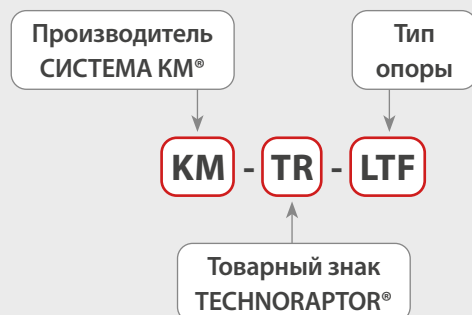 Производитель
СИСТЕМА КМ®
Тип
опоры
KM - TR - LTF
Товарный знак
TECHNORAPTOR®